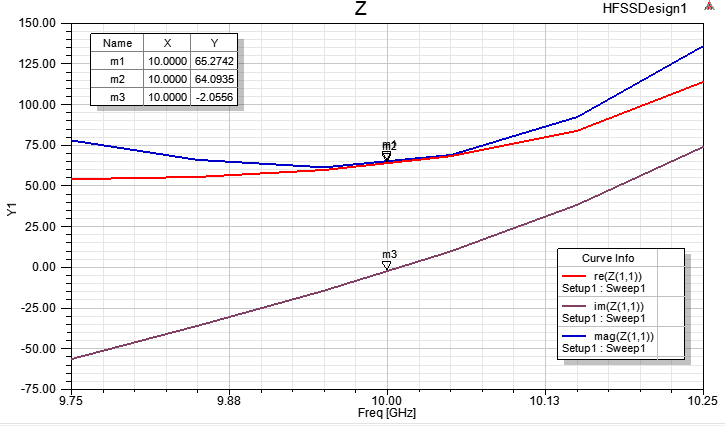 Z
HFSSDesign1
150.00
125.00
100.00
75.00
50.00
25.00
0.00
-25.00
-50.00
-75.00
Y1
Name X Y
m1 10.0000 65.2742
m2 10.0000 64.0935
m3 10.0000 -2.0556
m1
m2
m3
Curve Info
re(Z(1,1))
Setup1 : Sweep1
im(Z(1,1))
Setup1 : Sweep1
mag(Z(1,1))
Setup1 : Sweep1
9.75 9.88 10.00 10.13 10.25
Freq [GHz]